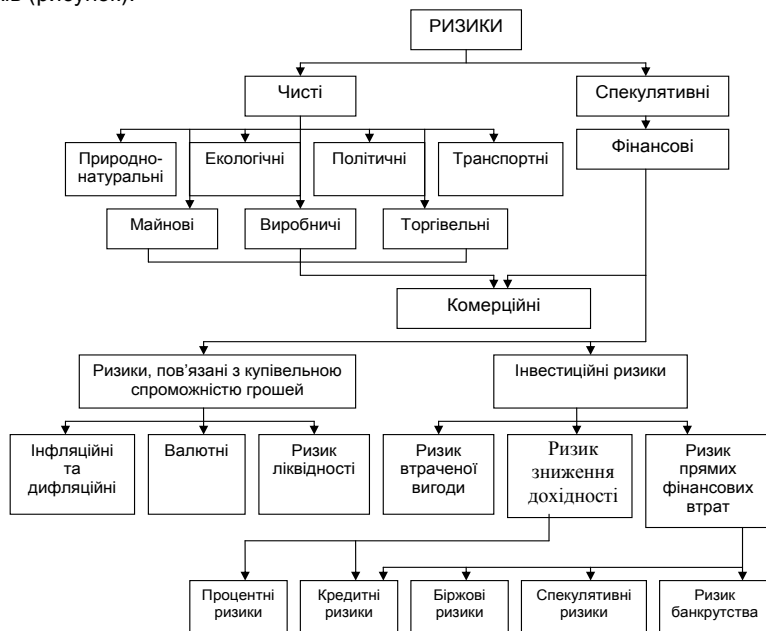 (рисунок).
РИЗИКИ
Чисті
Спекулятивні
Фінансові
Природно-
натуральні
Екологічні
Політичні
Транспортні
Майнові
Виробничі
Торгівельні
Комерційні
Ризики, пов’язані з купівельною
спроможністю грошей
Інвестиційні ризики
Інфляційні
та
дифляційні
Валютні
Ризик
ліквідності
Ризик
втраченої
вигоди
Ризик
зниження
дохідності
Ризик
прямих
фінансових
втрат
Процентні
ризики
Кредитні
ризики
Біржові
ризики
Спекулятивні
ризики
Ризик
банкрутства